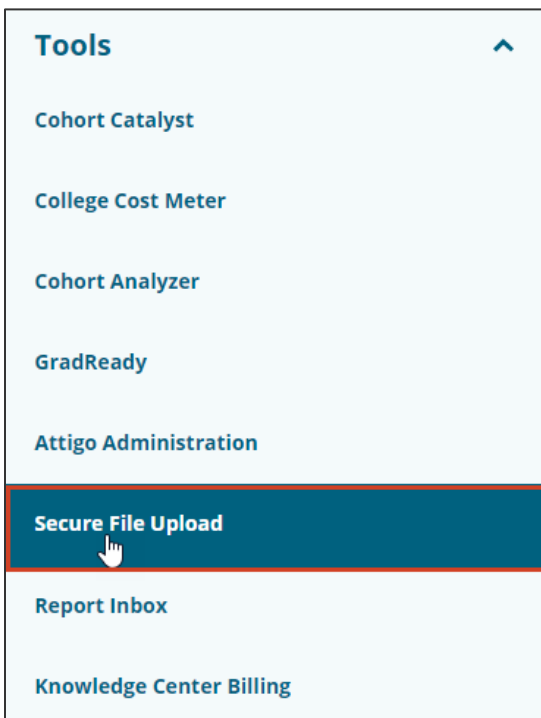 Tools
Cohort Catalyst
College Cost Meter
Cohort Analyzer
GradReady
Attigo Administration
Secure File Upload
Report Inbox
Knowledge Center Billing